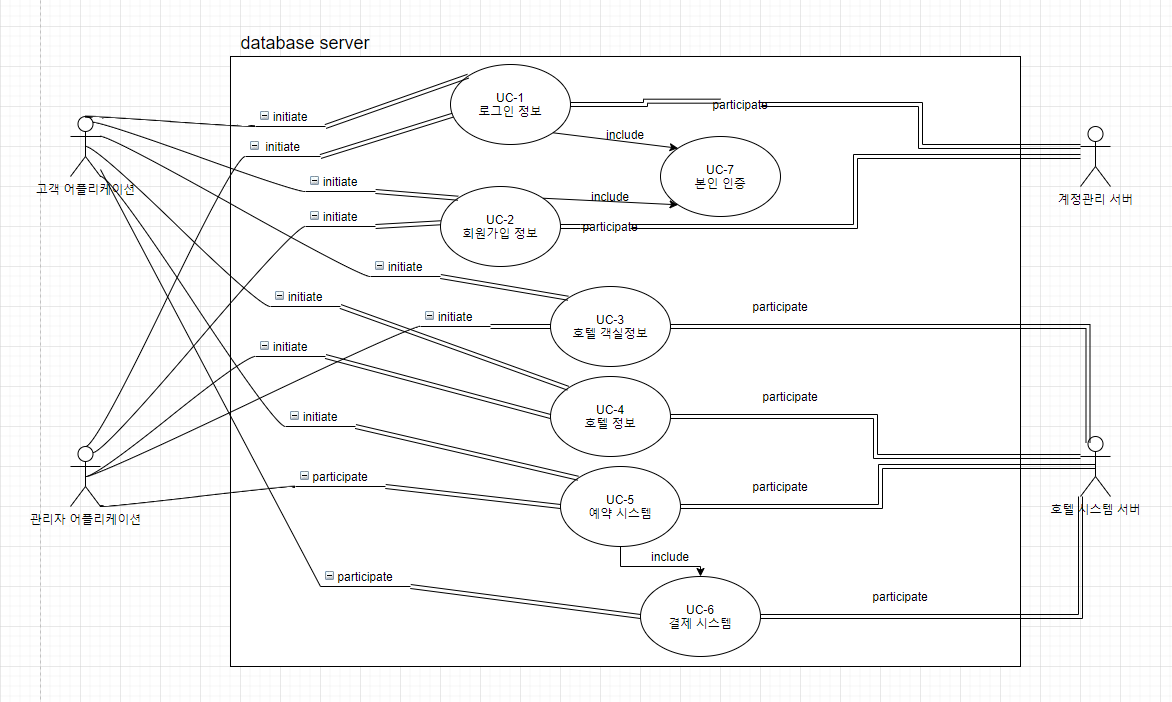 database server
UC-1
로그인 정보
initiate
participate
initiate
include
UC-7
본인 인증
고객 어플리케이션
계정관리 서버
initiate
include
initiate
UC-2
회원가입 정보
participate
initiate
initiate
participate
initiate
UC-3
호텔 객실정보
initiate
participate
UC-4
호텔 정보
initiate
participate
participate
UC-5
예약 시스템
관리자 어플리케이션
호텔 시스템 서버
include
participate
participate
UC-6
결제 시스템